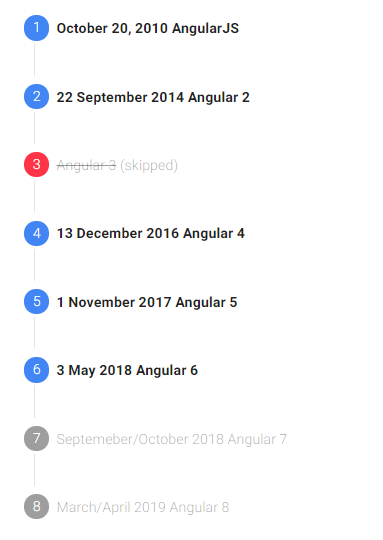 1 October 20, 2010 AngularJS
2 22 September 2014 Angular 2
3 Angular 3 (skipped)
4 13 December 2016 Angular 4
5 1 November 2017 Angular 5
6 3 May 2018 Angular 6
7 Septemeber/October 2018 Angular 7
8 March/April 2019 Angular 8